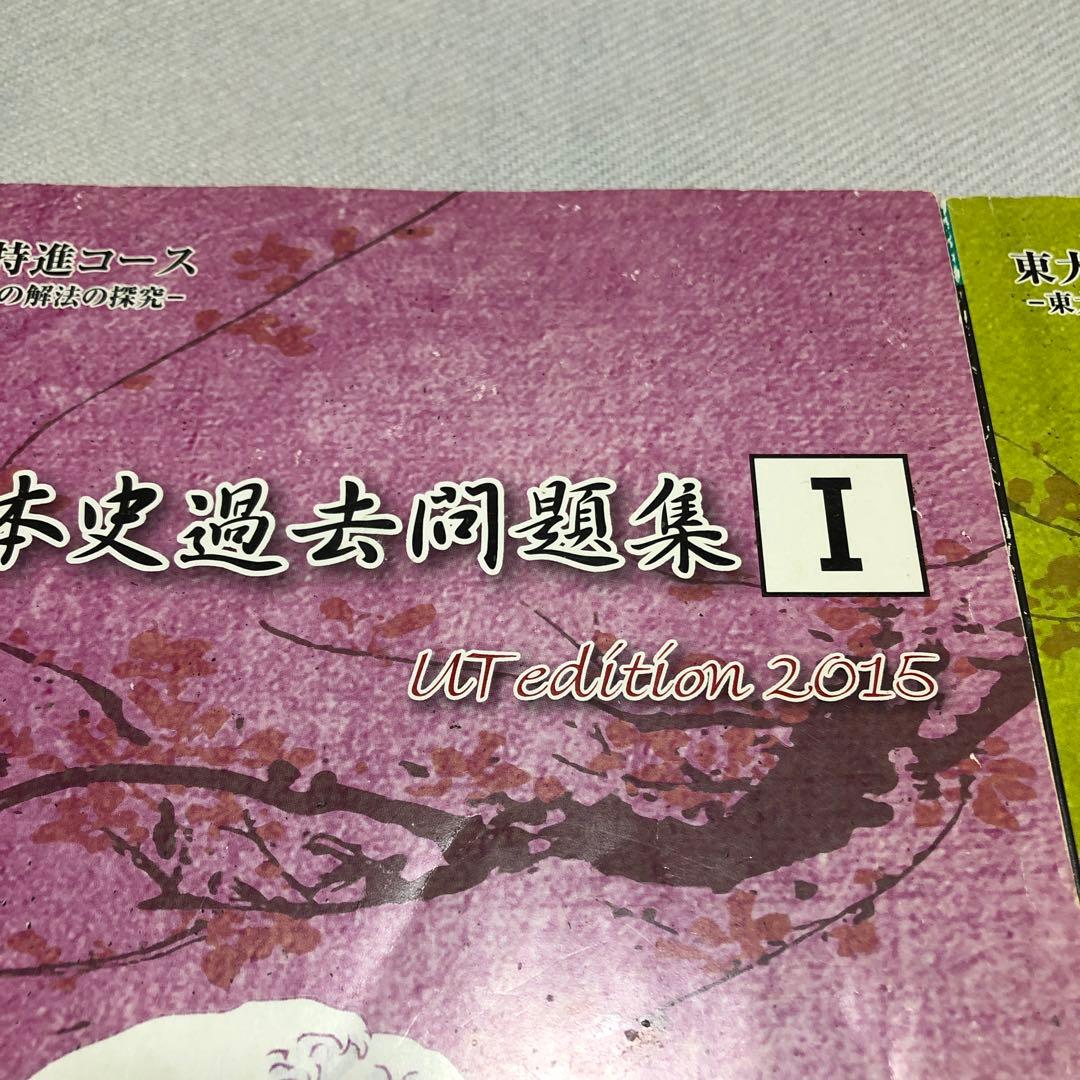 特進コース
の解法の探究−
本史過去問題集 I
UT edition 2015
東大
−東大